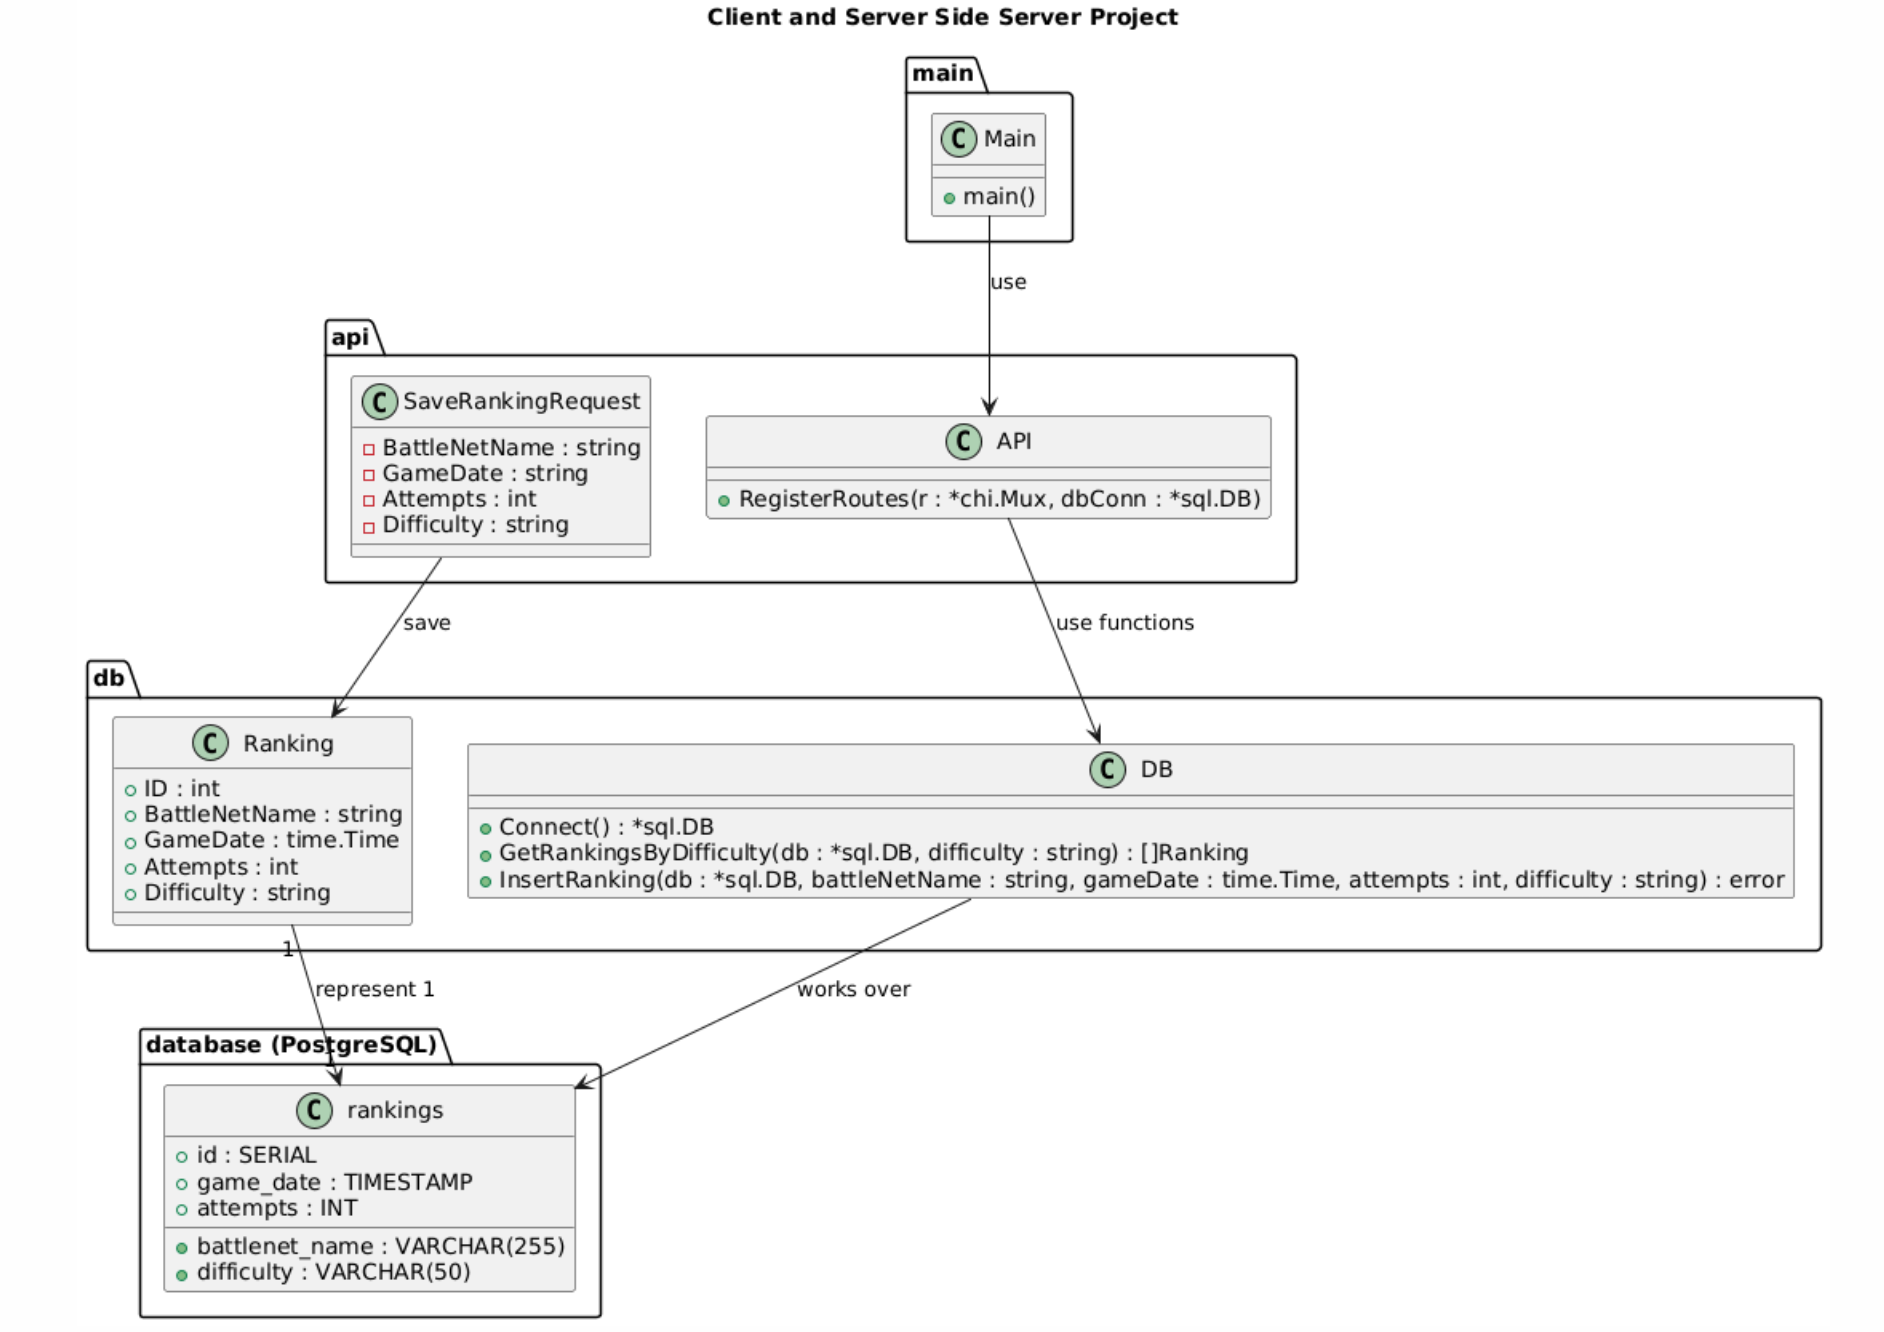 Client and Server Side Server Project
main
C Main
main()
use
api
C SaveRankingRequest
BattleNetName : string
GameDate : string
Attempts : int
Difficulty : string
C API
RegisterRoutes(r : *chi.Mux, dbConn : *sql.DB)
save
use functions
db
C Ranking
ID : int
BattleNetName : string
GameDate : time.Time
Attempts : int
Difficulty : string
C DB
Connect() : *sql.DB
GetRankingsByDifficulty(db : *sql.DB, difficulty : string) : []Ranking
InsertRanking(db : *sql.DB, battleNetName : string, gameDate : time.Time, attempts : int, difficulty : string) : error
1
represent 1
works over
database (PostgreSQL)
C rankings
id : SERIAL
game_date : TIMESTAMP
attempts : INT
battlenet_name : VARCHAR(255)
difficulty : VARCHAR(50)